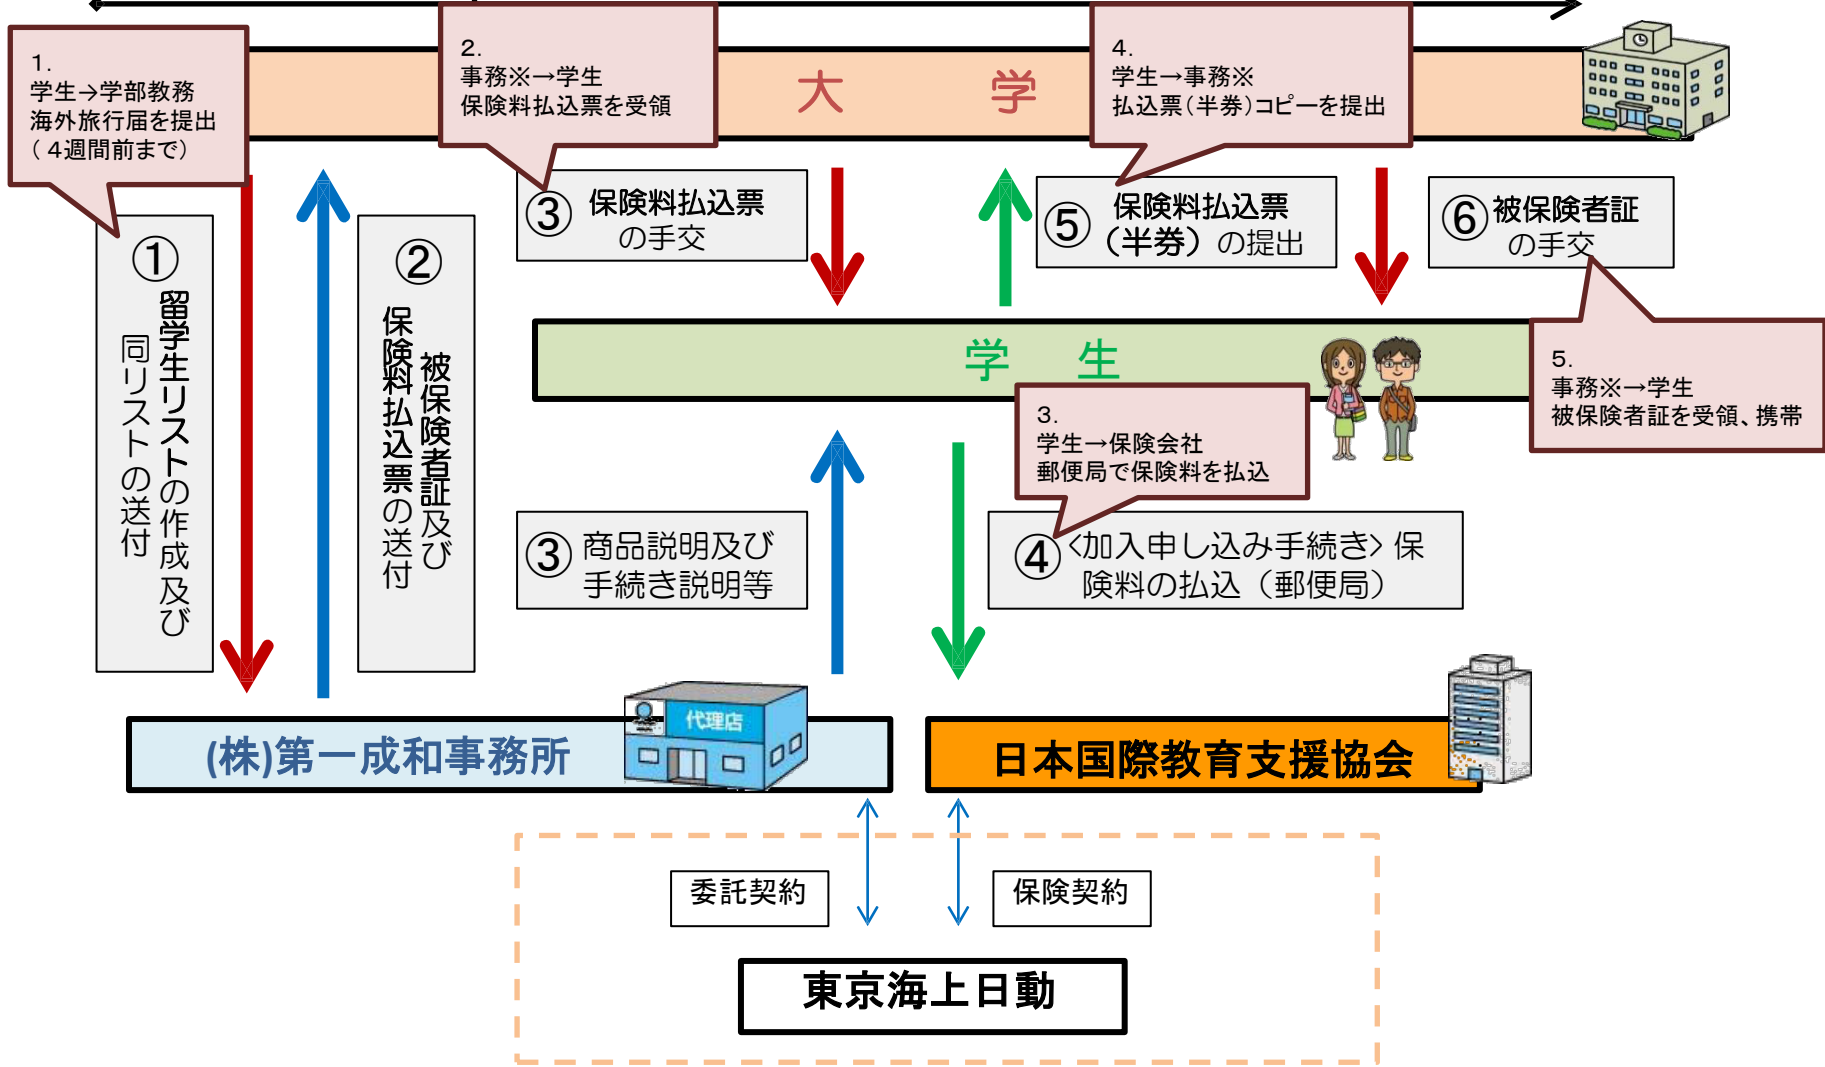 1.
学生→学部教務
海外旅行届を提出
(4週間前まで)
2.
事務※→学生
保険料払込票を受領
大 学
4.
学生→事務※
払込票(半券)コピーを提出
①
留学生リストの作成及び
同リストの送付
②
被保険者証及び
保険料払込票の送付
③ 保険料払込票
の手交
⑤ 保険料払込票
(半券)の提出
⑥ 被保険者証
の手交
学 生
3.
学生→保険会社
郵便局で保険料を払込
5.
事務※→学生
被保険者証を受領、携帯
③ 商品説明及び
手続き説明等
④ <加入申し込み手続き> 保
険料の払込(郵便局)
(株)第一成和事務所
代理店
日本国際教育支援協会
委託契約
保険契約
東京海上日動